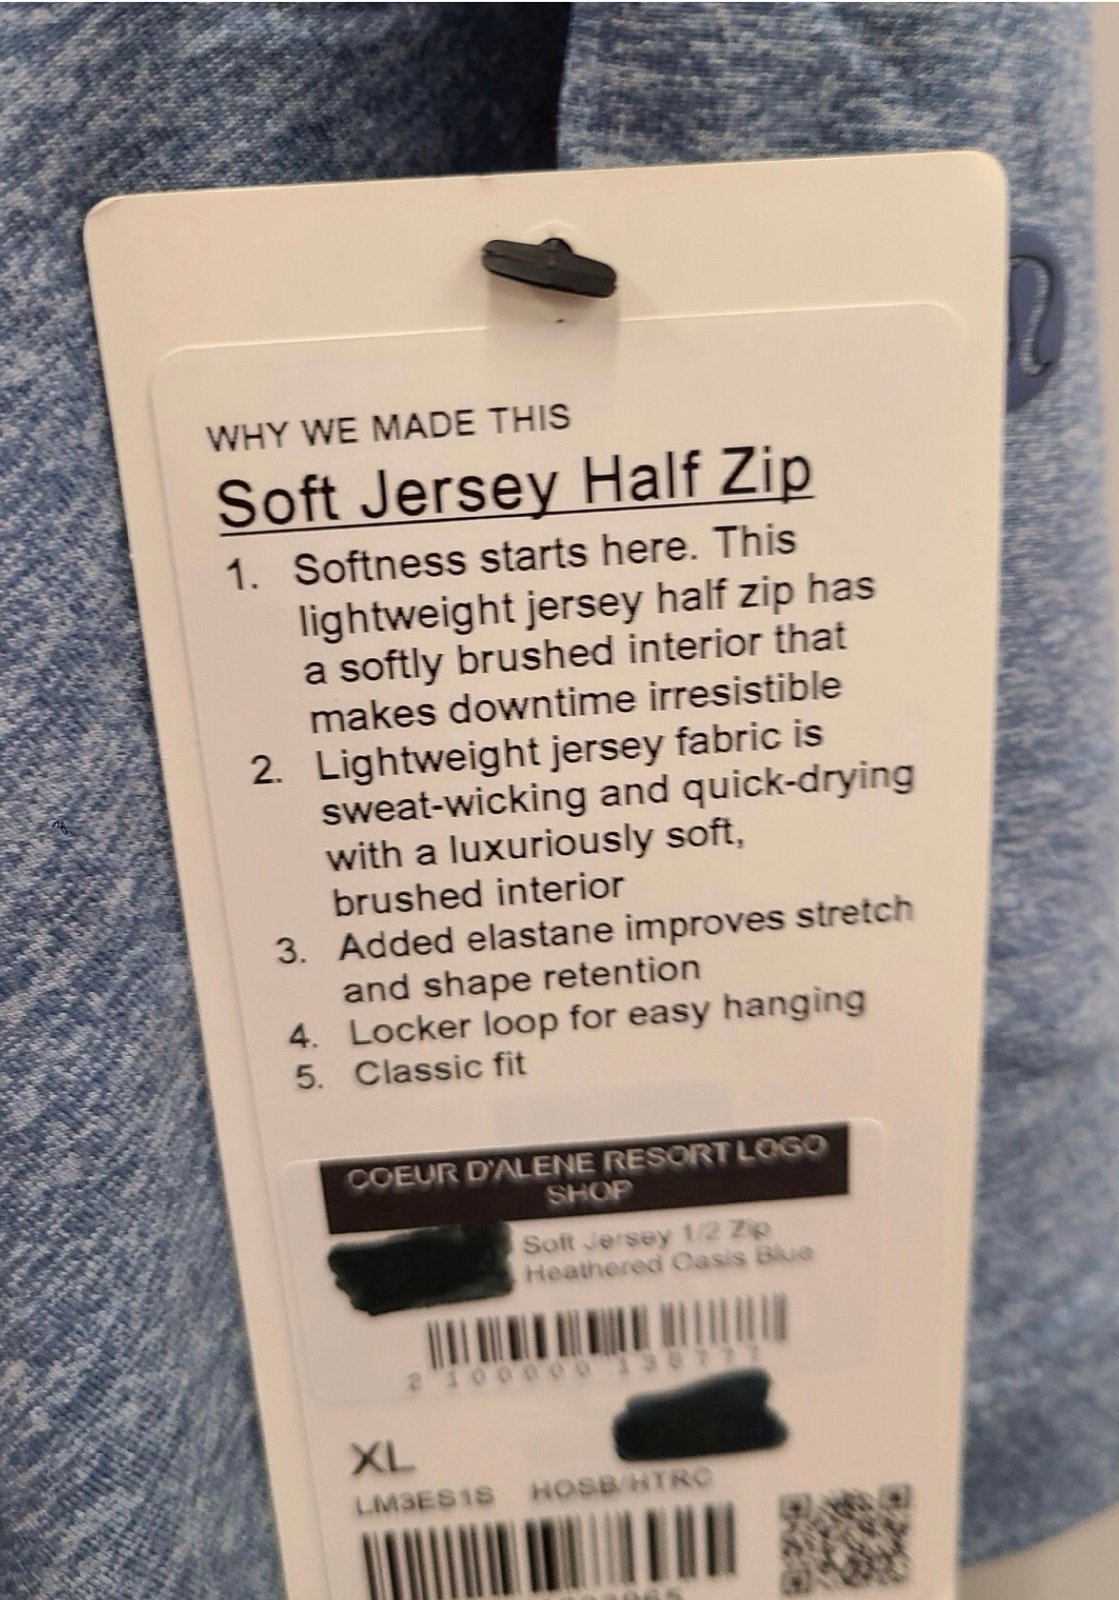 WHY WE MADE THIS
Soft Jersey Half Zip
1. Softness starts here. This
lightweight jersey half zip has
a softly brushed interior that
makes downtime irresistible
2. Lightweight jersey fabric is
sweat-wicking and quick-drying
with a luxuriously soft,
brushed interior
3. Added elastane improves stretch
and shape retention
4. Locker loop for easy hanging
5. Classic fit
COEUR D'ALENE RESORT LOGO
SHOP
Soft Jersey 1/2 Zip
Heathered Oasis Blue
2 100000 138777
XL
LM3ES1S HOSB/HTRC